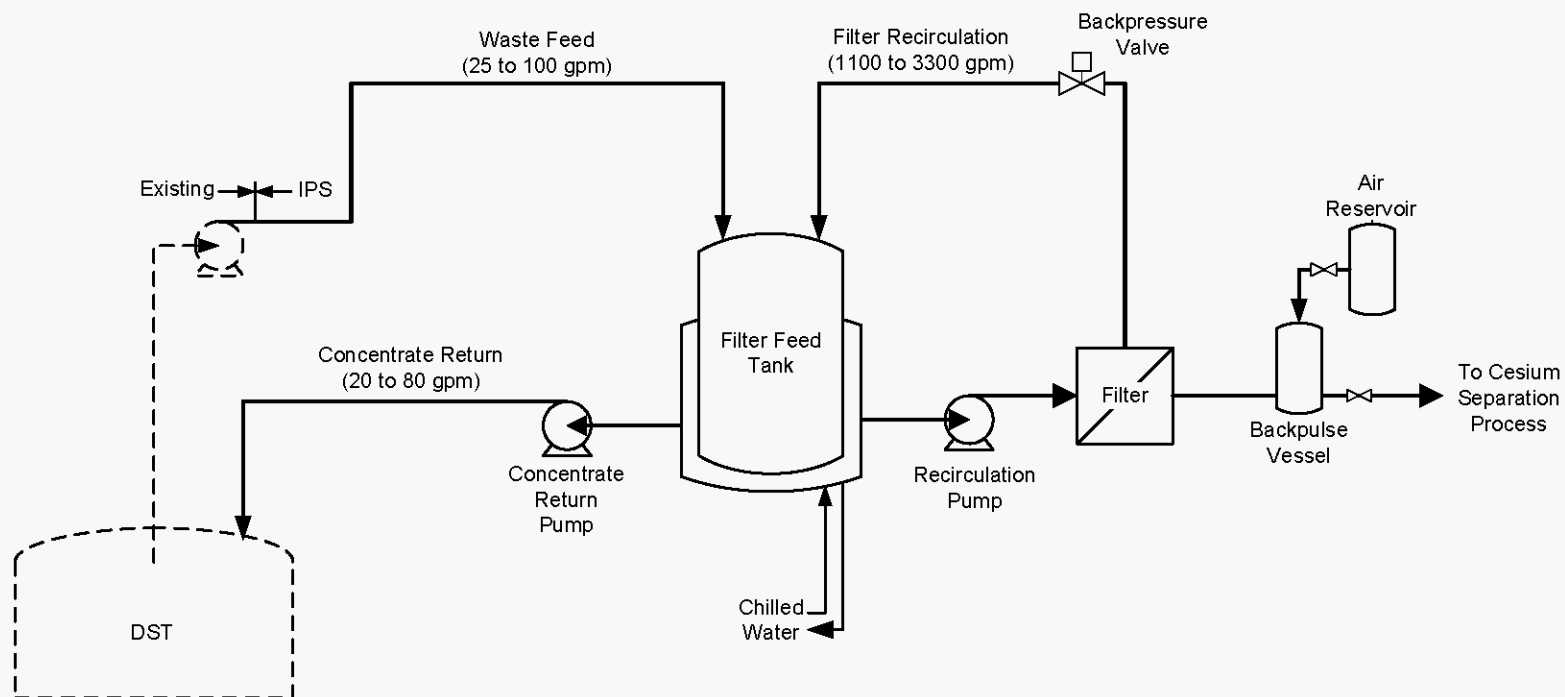 Waste Feed
(25 to 100 gpm)
Filter Recirculation
(1100 to 3300 gpm)
Backpressure
Valve
Existing
IPS
Air
Reservoir
Filter Feed
Tank
Concentrate Return
(20 to 80 gpm)
Filter
To Cesium
Separation
Process
Backpulse
Vessel
Concentrate
Return
Pump
Recirculation
Pump
Chilled
Water
DST